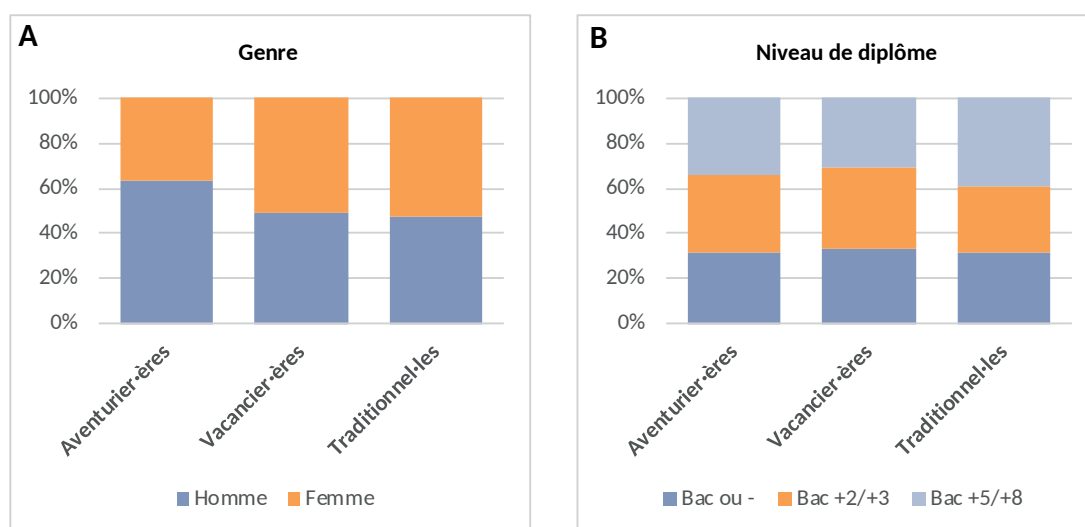 A
Genre
100%
80%
60%
40%
20%
0%
Aventurier·ères
Vacancier·ères
Traditionnel·les
Homme Femme
B
Niveau de diplôme
100%
80%
60%
40%
20%
0%
Aventurier·ères
Vacancier·ères
Traditionnel·les
Bac ou - Bac +2/+3 Bac +5/+8